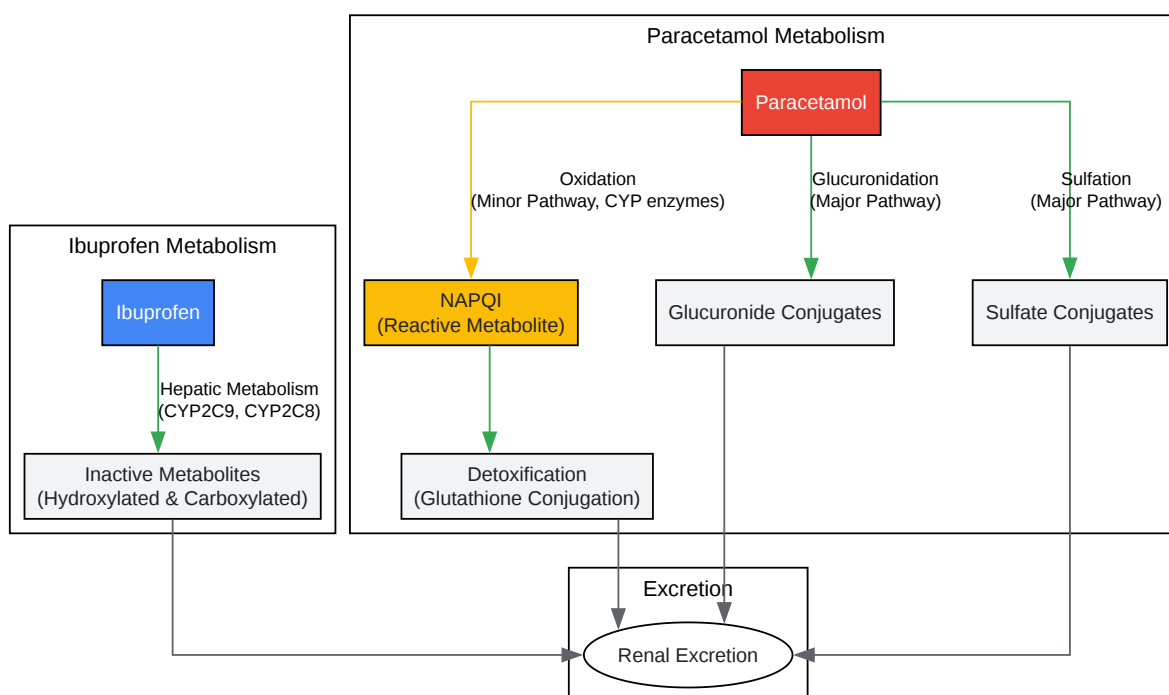 Paracetamol Metabolism
Paracetamol
Oxidation
(Minor Pathway, CYP enzymes)
Glucuronidation
(Major Pathway)
Sulfation
(Major Pathway)
Ibuprofen Metabolism
Ibuprofen
NAPQI
(Reactive Metabolite)
Glucuronide Conjugates
Sulfate Conjugates
Hepatic Metabolism
(CYP2C9, CYP2C8)
Inactive Metabolites
(Hydroxylated & Carboxylated)
Detoxification
(Glutathione Conjugation)
Excretion
Renal Excretion